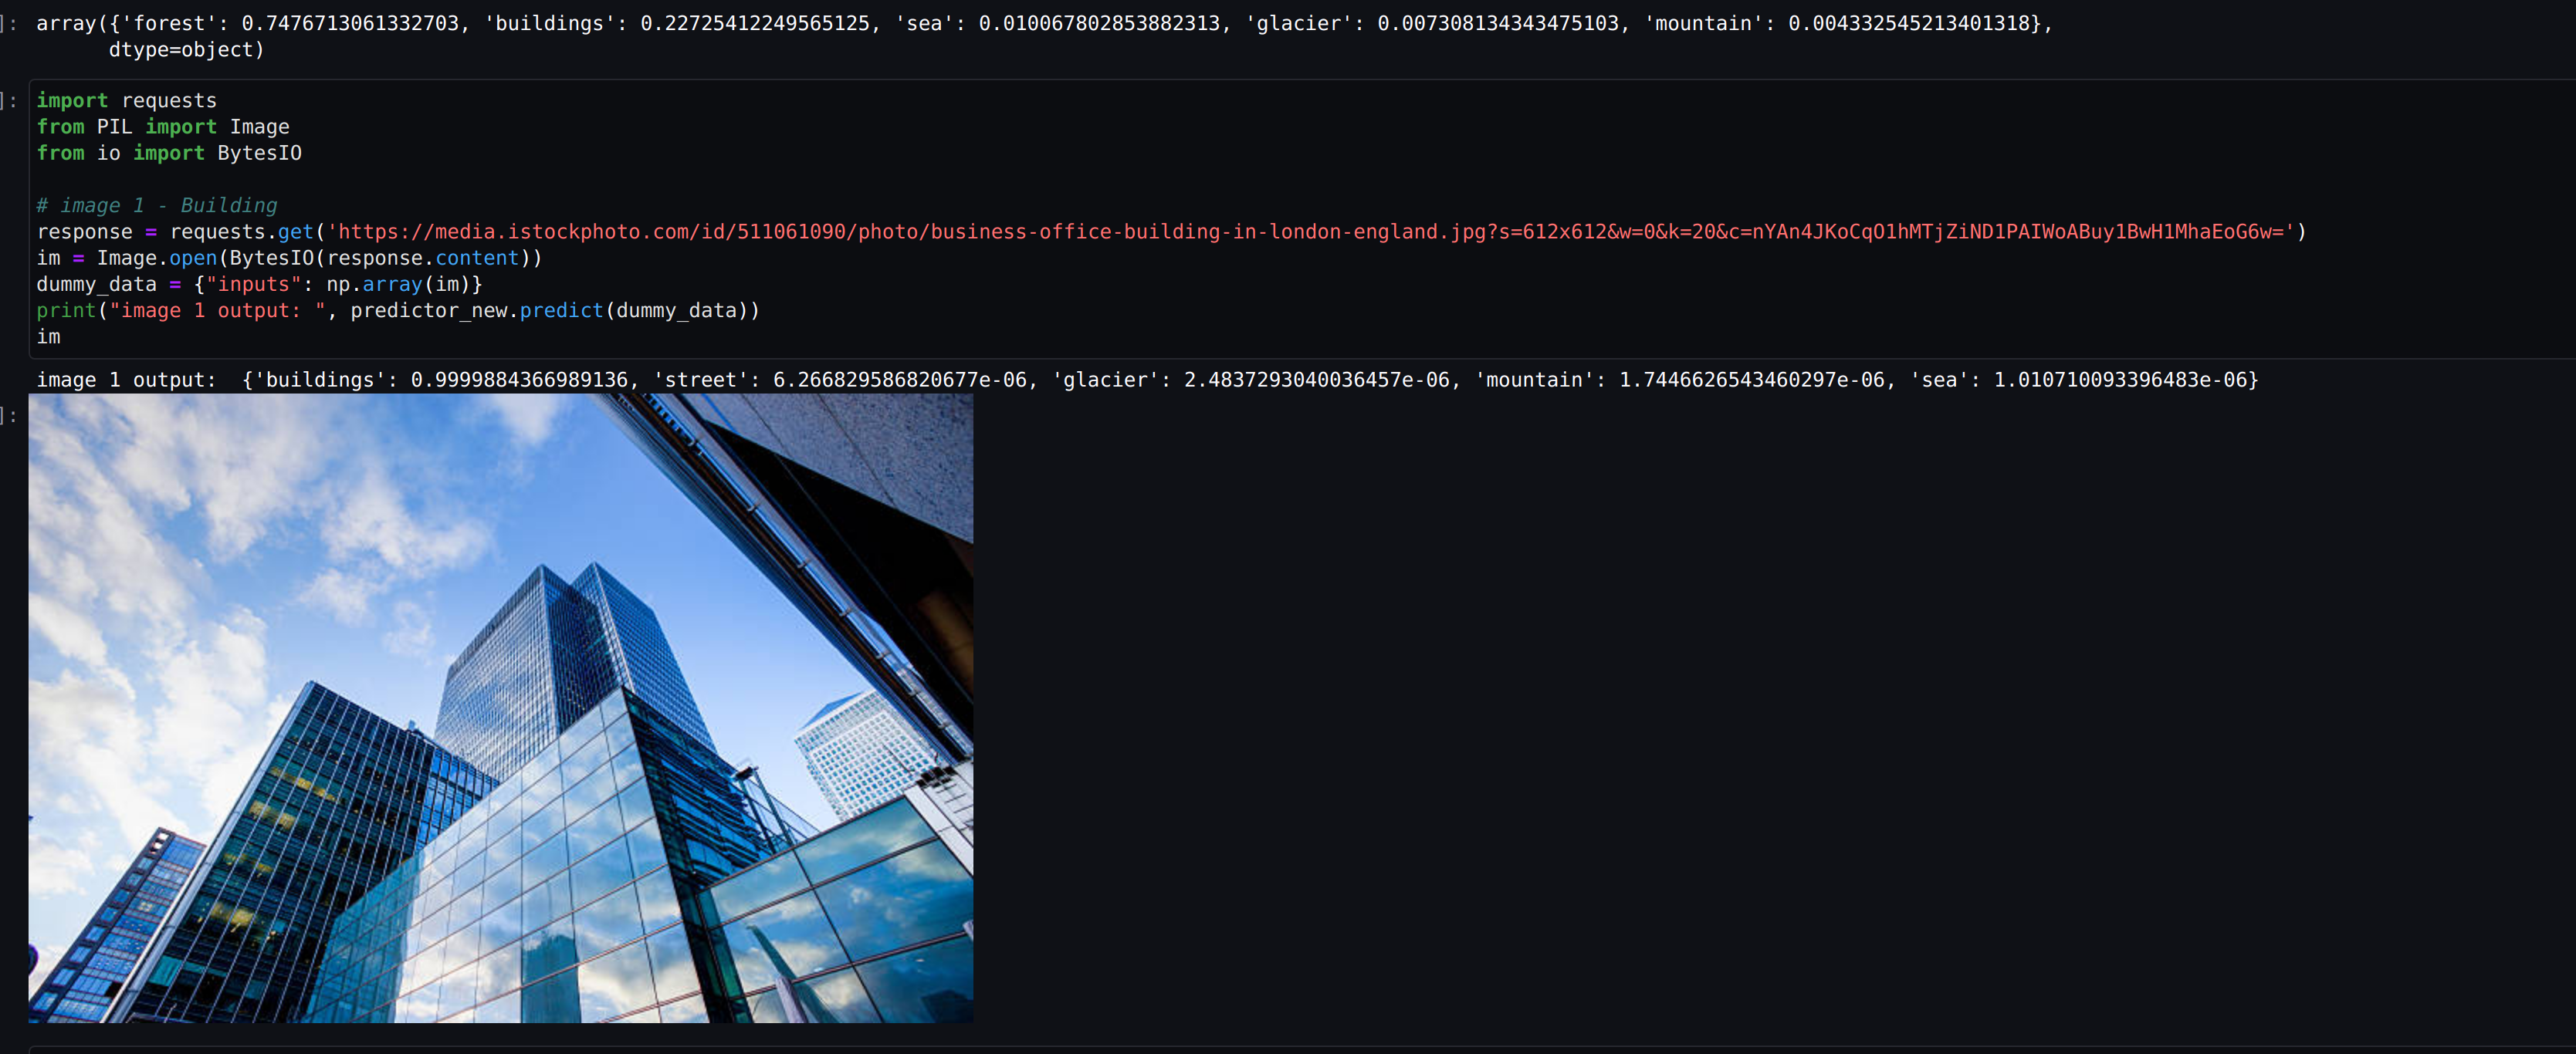 ]: array({'forest': 0.7476713061332703, 'buildings': 0.22725412249565125, 'sea': 0.010067802853882313, 'glacier': 0.007308134343475103, 'mountain': 0.004332545213401318},
dtype=object)
]: import requests
from PIL import Image
from io import BytesIO
# image 1 - Building
response = requests.get('https://media.istockphoto.com/id/511061090/photo/business-office-building-in-london-england.jpg?s=612x612&w=0&k=20&c=nYAn4JKoCqO1hMTjZiND1PAIWoABuy1BwH1MhaEoG6w=')
im = Image.open(BytesIO(response.content))
dummy_data = {"inputs": np.array(im)}
print("image 1 output: ", predictor_new.predict(dummy_data))
im
image 1 output:  {'buildings': 0.9999884366989136, 'street': 6.266829586820677e-06, 'glacier': 2.4837293040036457e-06, 'mountain': 1.7446626543460297e-06, 'sea': 1.010710093396483e-06}
]: